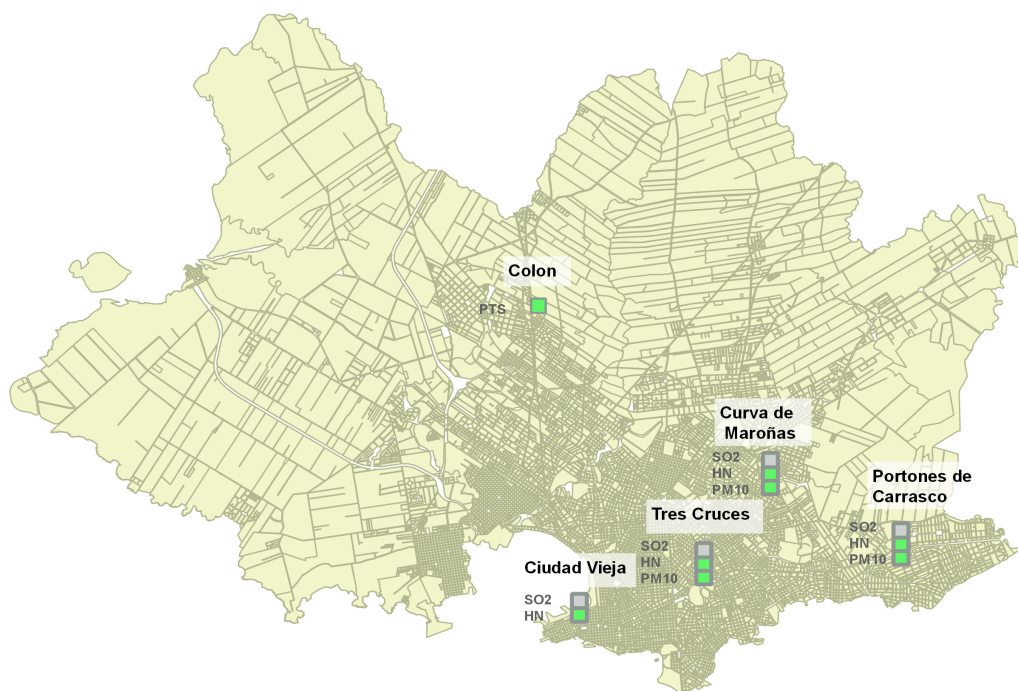 Colon
PTS
Curva de
Maroñas
SO2
HN
PM10
Portones de
Carrasco
SO2
HN
PM10
Tres Cruces
SO2
HN
PM10
Ciudad Vieja
SO2
HN